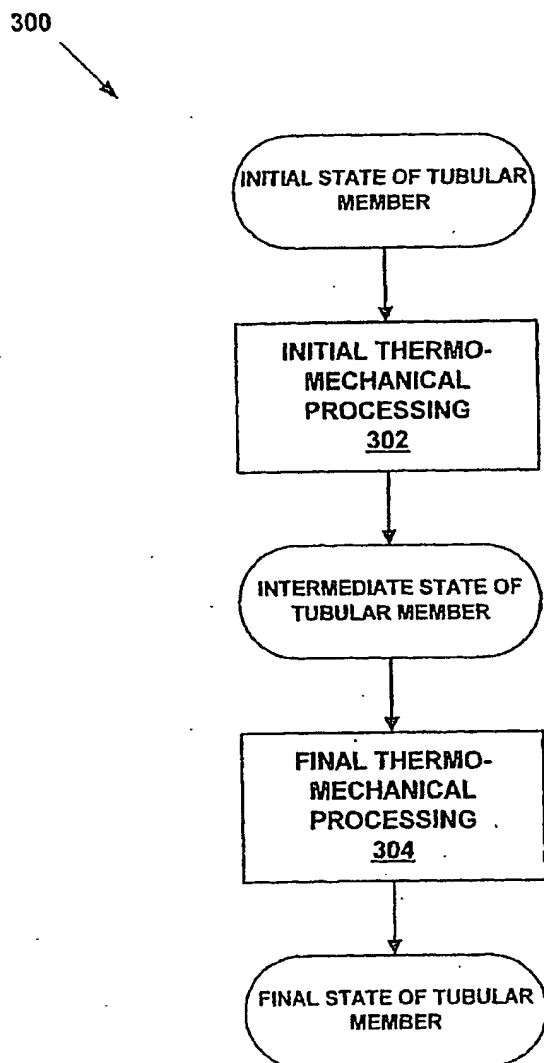 300
INITIAL STATE OF TUBULAR
MEMBER
INITIAL THERMO-
MECHANICAL
PROCESSING
302
INTERMEDIATE STATE OF
TUBULAR MEMBER
FINAL THERMO-
MECHANICAL
PROCESSING
304
FINAL STATE OF TUBULAR
MEMBER